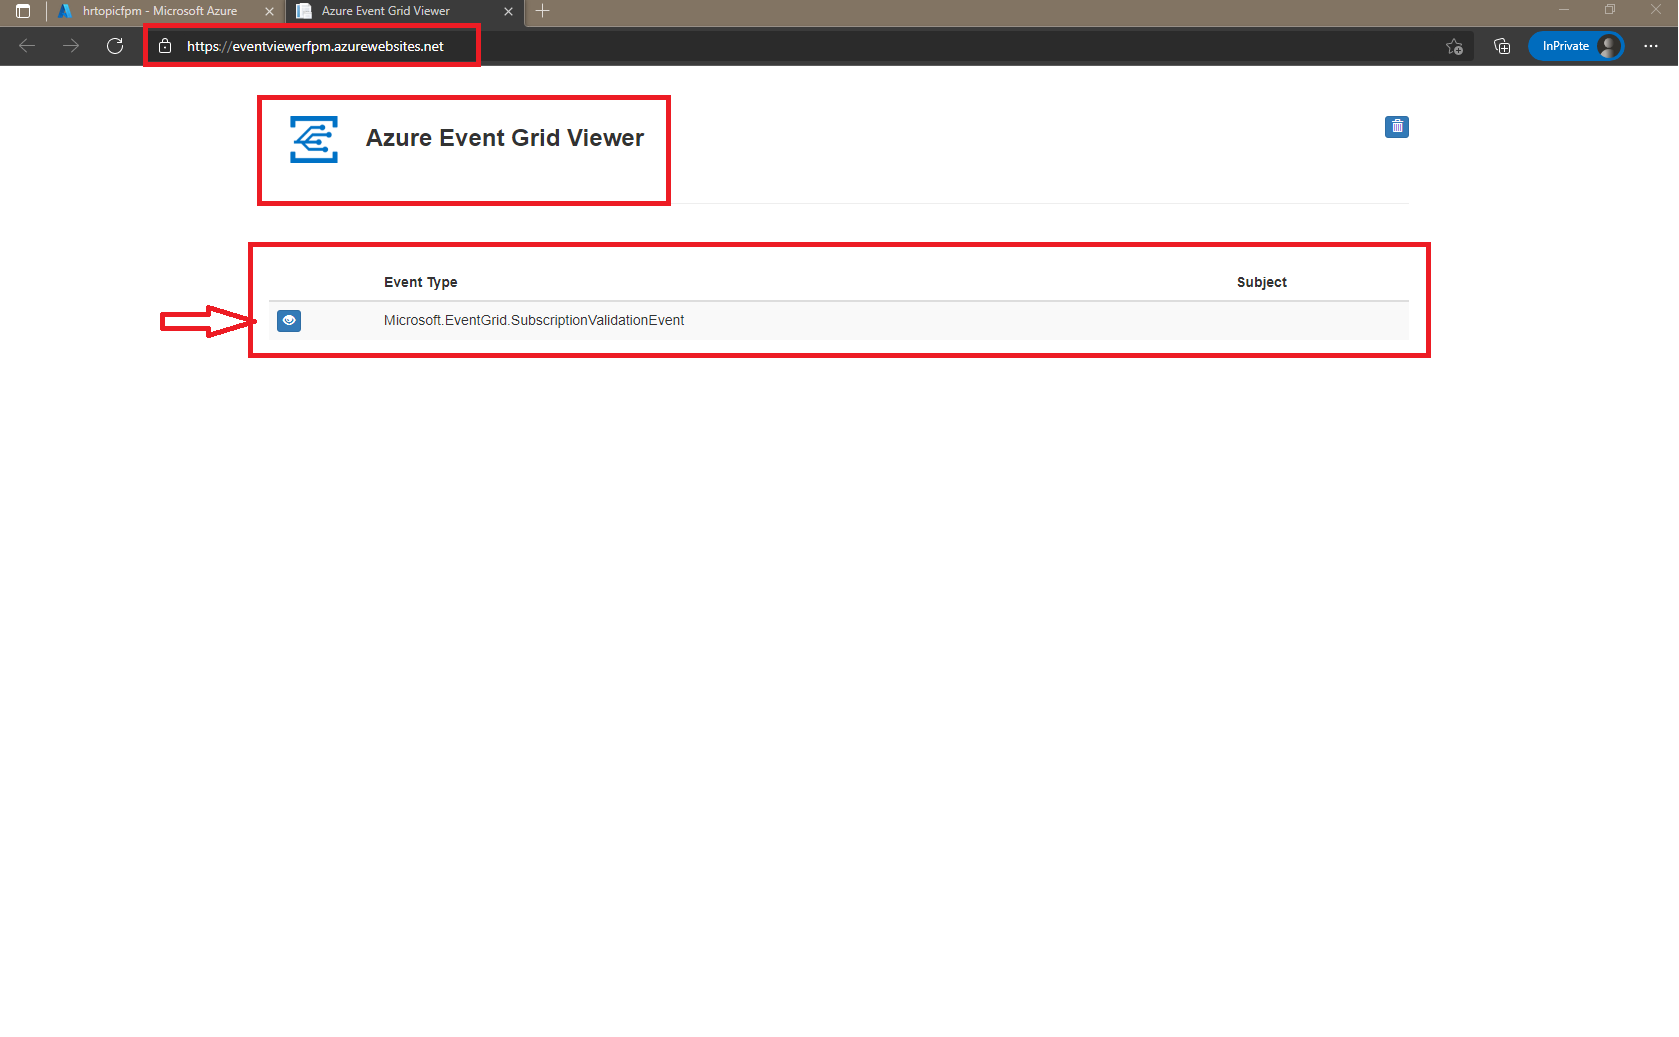 hrtopicfpm - Microsoft Azure
Azure Event Grid Viewer
https://eventviewerfpm.azurewebsites.net
InPrivate
Azure Event Grid Viewer
Event Type Subject
Microsoft.EventGrid.SubscriptionValidationEvent